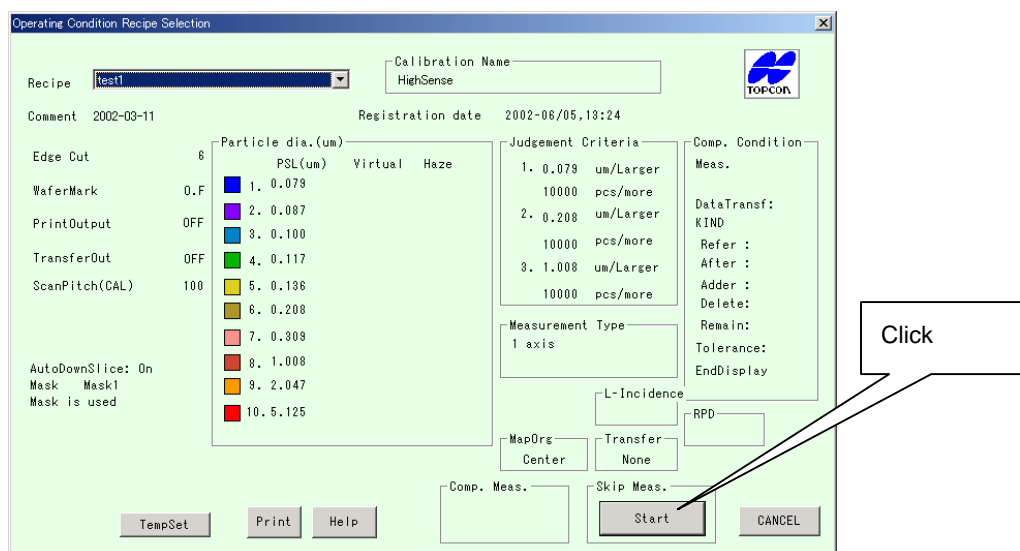 Operating Condition Recipe Selection
Recipe test1
Calibration Name
HighSense
TOPCON
Comment 2002-03-11
Registration date 2002-06/05,13:24
Edge Cut 6
WaferMark O.F
PrintOutput OFF
TransferOut OFF
ScanPitch(CAL) 100
AutoDownSlice: On
Mask Mask1
Mask is used
Particle dia.(um)
PSL(um) Virtual Haze
1. 0.079
2. 0.087
3. 0.100
4. 0.117
5. 0.136
6. 0.208
7. 0.309
8. 1.008
9. 2.047
10. 5.125
Judgement Criteria
1. 0.079 um/Larger
10000 pcs/more
2. 0.208 um/Larger
10000 pcs/more
3. 1.008 um/Larger
10000 pcs/more
Measurement Type
1 axis
Comp. Condition
Meas.
DataTransf:
KIND
Refer :
After :
Adder :
Delete:
Remain:
Tolerance:
EndDisplay
L-Incidence
RPD
MapOrg
Center
Transfer
None
Comp. Meas.
Skip Meas.
TempSet
Print
Help
Start
CANCEL
Click